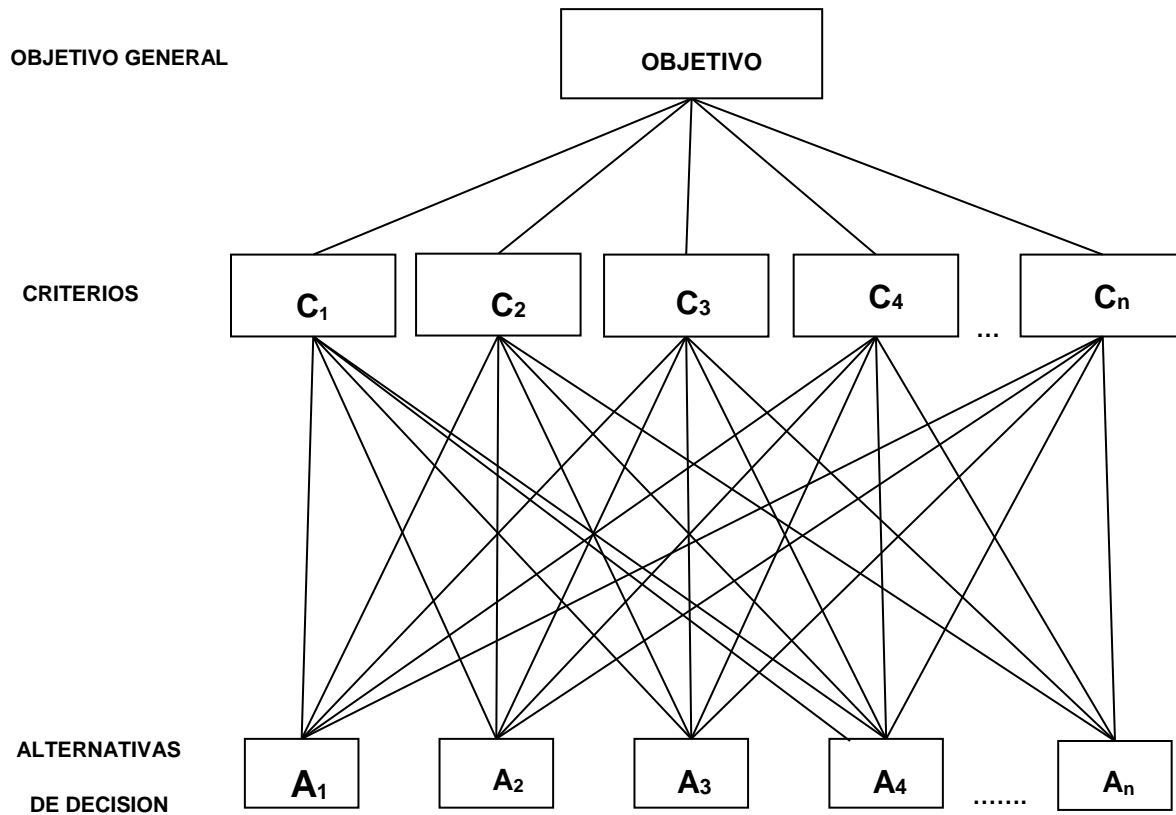 OBJETIVO GENERAL
OBJETIVO
CRITERIOS
C1
C2
C3
C4
...
Cn
ALTERNATIVAS
DE DECISION
A1
A2
A3
A4
.......
An